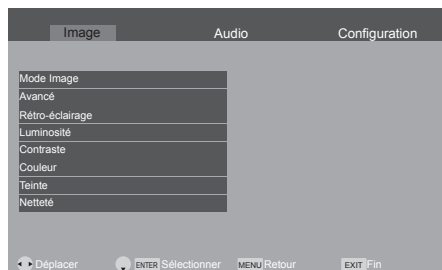 Image Audio Configuration
Mode Image
Avancé
Rétro-éclairage
Luminosité
Contraste
Couleur
Teinte
Netteté
Déplacer ENTER Sélectionner MENU Retour EXIT Fin